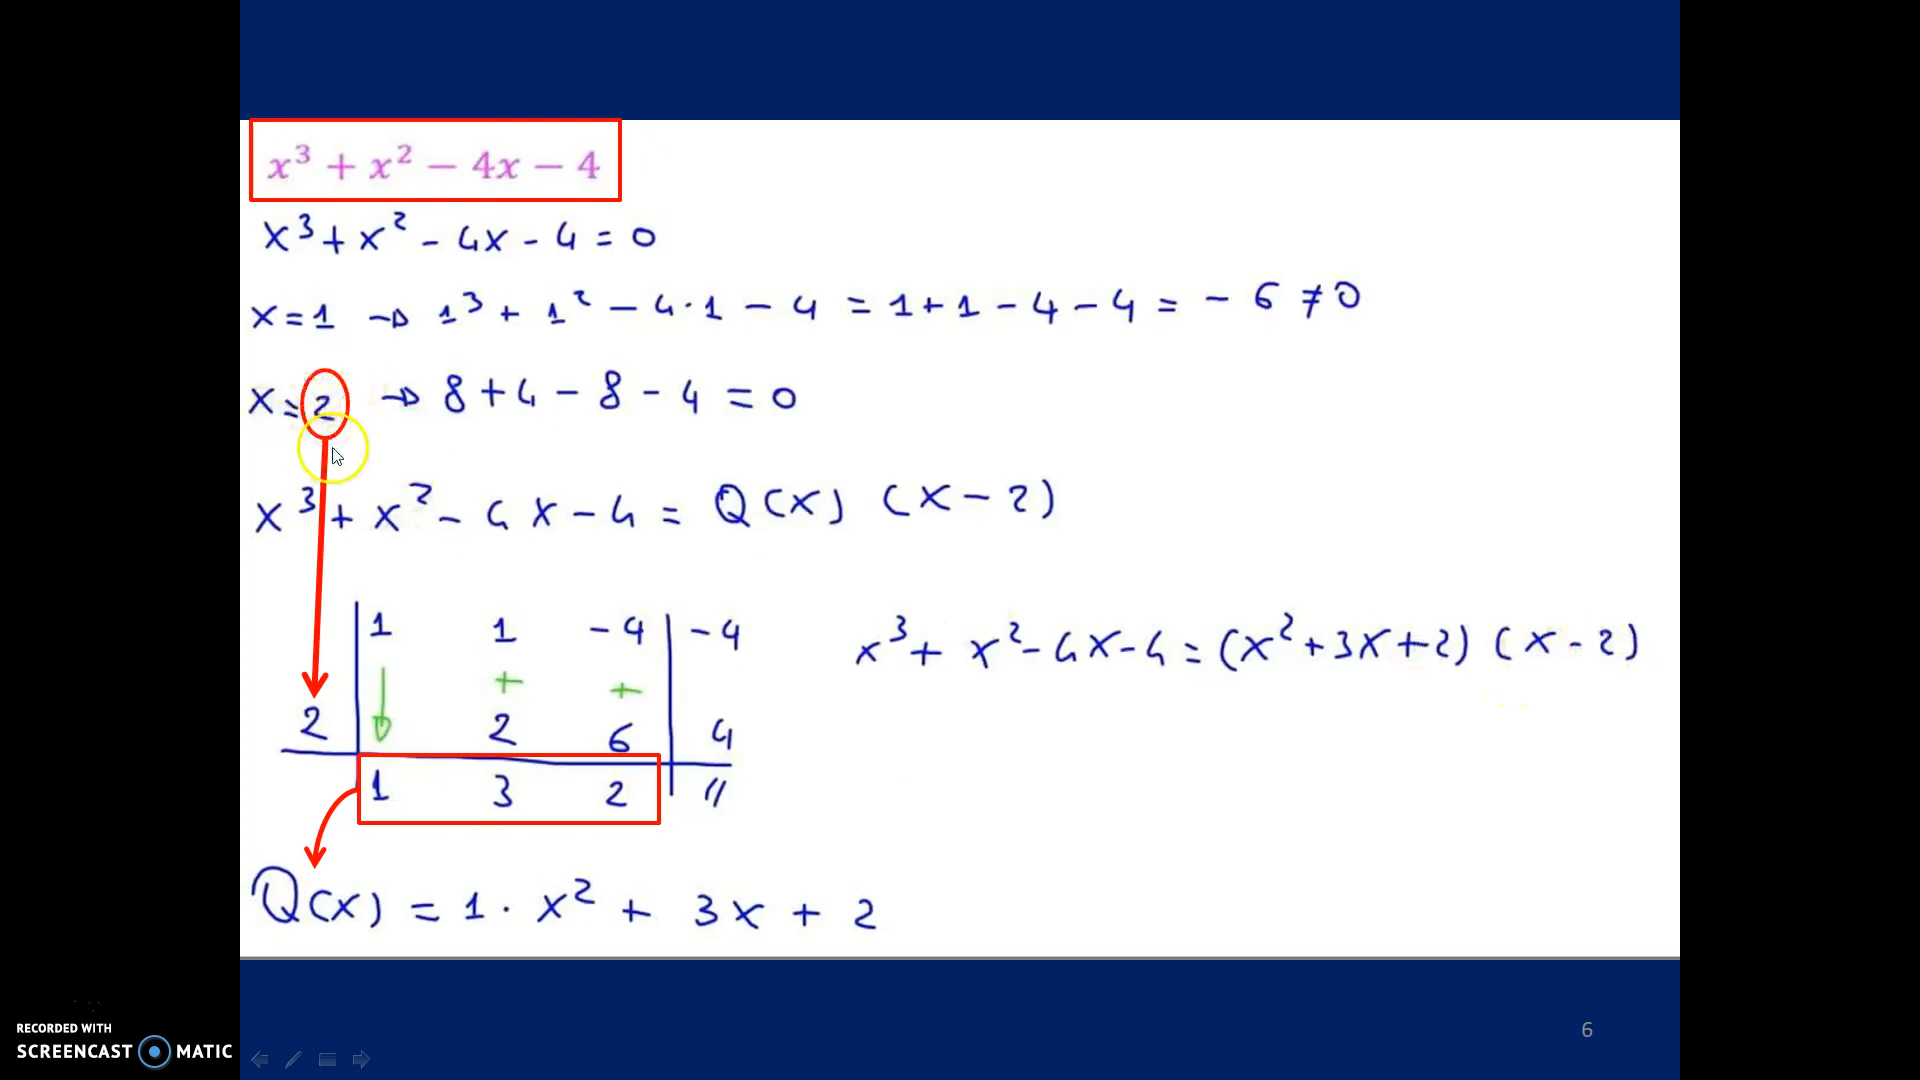 x³ + x² − 4x − 4
x³ + x² - 4x - 4 = 0
x = 1 → 1³ + 1² − 4·1 − 4 = 1 + 1 − 4 − 4 = − 6 ≠ 0
x = 2 → 8 + 4 − 8 − 4 = 0
x³ + x² - 4x - 4 = Q(x) (x − 2)
1 1 -4 -4
+ +
2 2 6 4
1 3 2 //
x³ + x² - 4x - 4 = (x² + 3x + 2) (x - 2)
Q(x) = 1 · x² + 3x + 2
6
RECORDED WITH
SCREENCAST MATIC